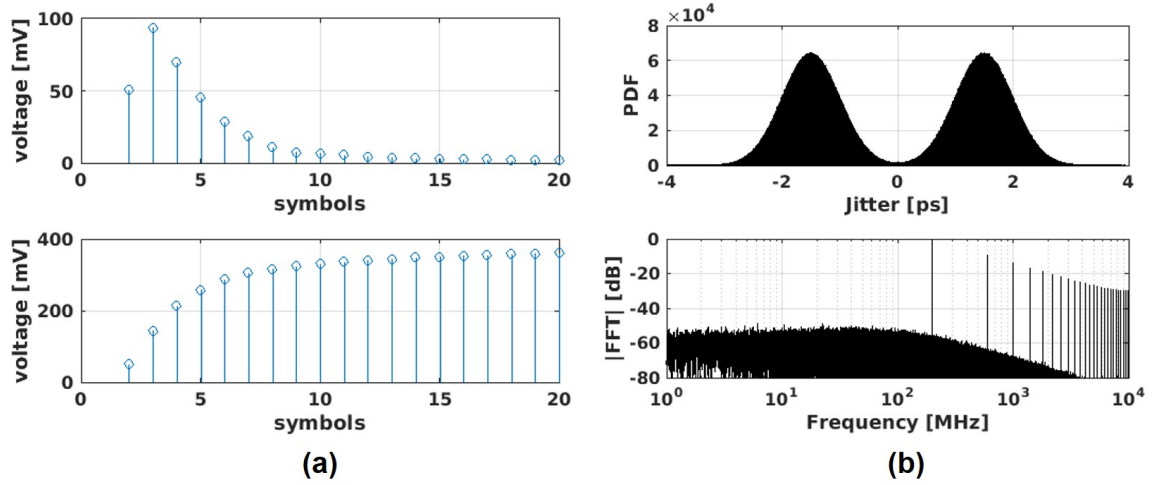 100
50
0
voltage [mV]
0 5 10 15 20
symbols
400
200
0
voltage [mV]
0 5 10 15 20
symbols
(a)
×10⁴
8
6
4
2
0
PDF
-4 -2 0 2 4
Jitter [ps]
0
-20
-40
-60
-80
|FFT| [dB]
10⁰ 10¹ 10² 10³ 10⁴
Frequency [MHz]
(b)